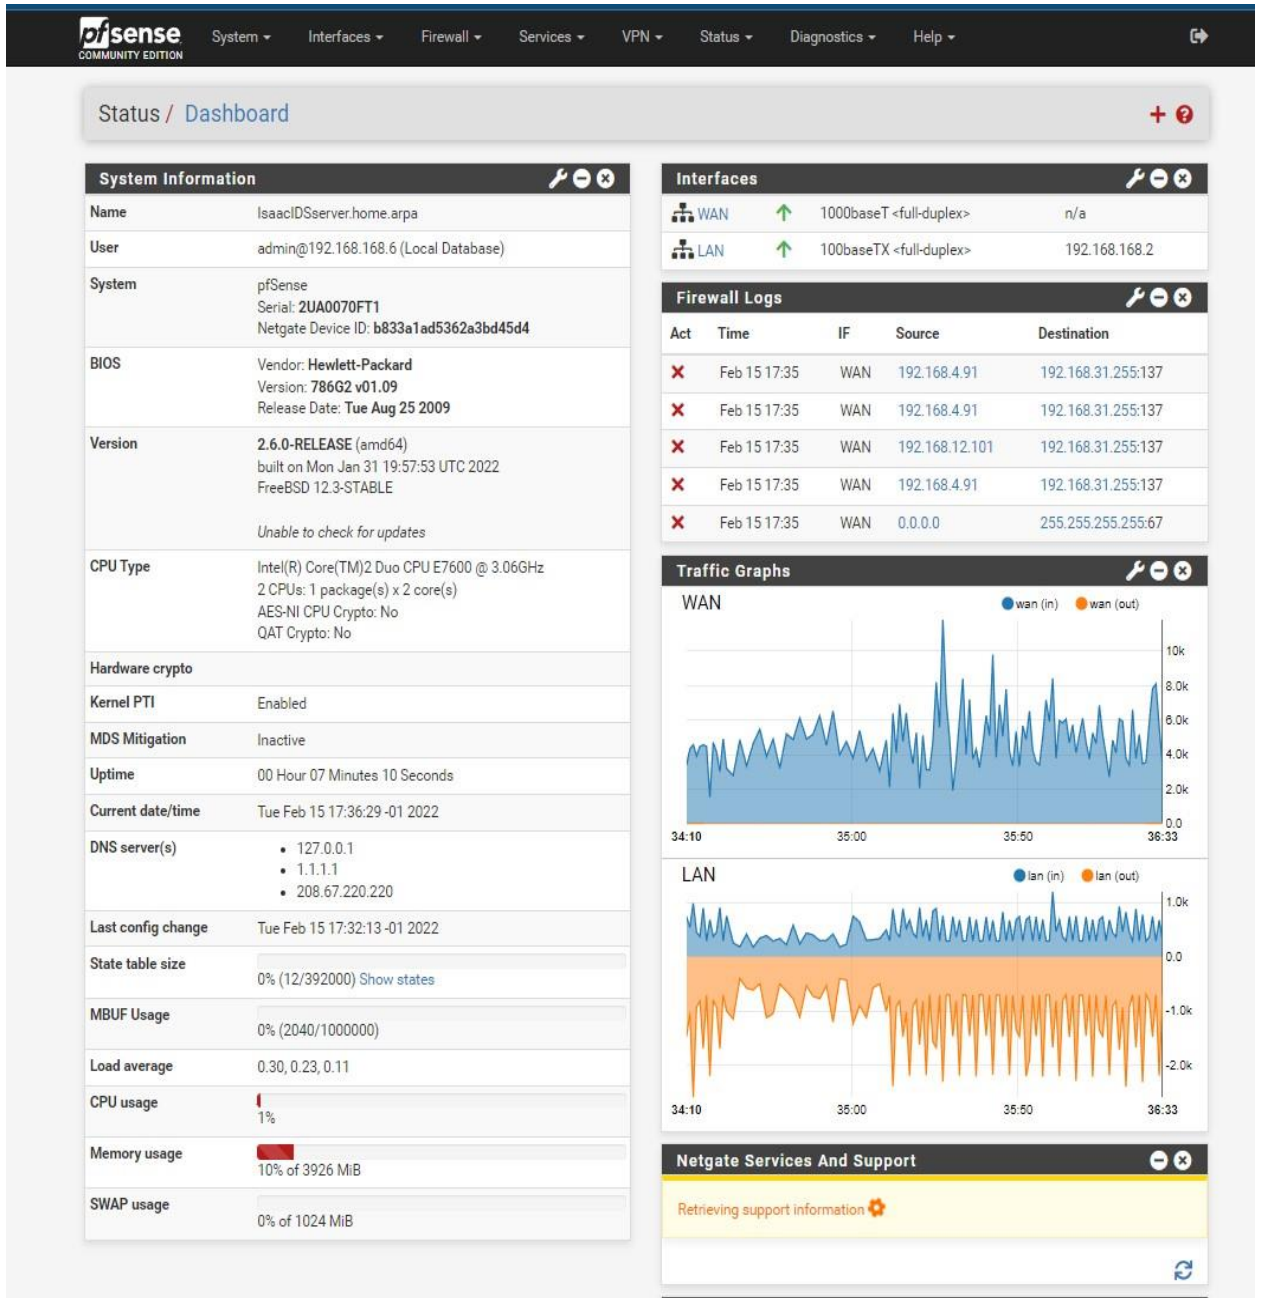 pfsense
COMMUNITY EDITION
System Interfaces Firewall Services VPN Status Diagnostics Help
Status / Dashboard
System Information
Name IsaacIDSserver.home.arpa
User admin@192.168.168.6 (Local Database)
System pfSense
Serial: 2UA0070FT1
Netgate Device ID: b833a1ad5362a3bd45d4
BIOS Vendor: Hewlett-Packard
Version: 786G2 v01.09
Release Date: Tue Aug 25 2009
Version 2.6.0-RELEASE (amd64)
built on Mon Jan 31 19:57:53 UTC 2022
FreeBSD 12.3-STABLE
Unable to check for updates
CPU Type Intel(R) Core(TM)2 Duo CPU E7600 @ 3.06GHz
2 CPUs: 1 package(s) x 2 core(s)
AES-NI CPU Crypto: No
QAT Crypto: No
Hardware crypto
Kernel PTI Enabled
MDS Mitigation Inactive
Uptime 00 Hour 07 Minutes 10 Seconds
Current date/time Tue Feb 15 17:36:29 -01 2022
DNS server(s)
• 127.0.0.1
• 1.1.1.1
• 208.67.220.220
Last config change Tue Feb 15 17:32:13 -01 2022
State table size
0% (12/392000) Show states
MBUF Usage
0% (2040/1000000)
Load average 0.30, 0.23, 0.11
CPU usage
1%
Memory usage
10% of 3926 MiB
SWAP usage
0% of 1024 MiB
Interfaces
WAN 1000baseT <full-duplex> n/a
LAN 100baseTX <full-duplex> 192.168.168.2
Firewall Logs
Act Time IF Source Destination
Feb 15 17:35 WAN 192.168.4.91 192.168.31.255:137
Feb 15 17:35 WAN 192.168.4.91 192.168.31.255:137
Feb 15 17:35 WAN 192.168.12.101 192.168.31.255:137
Feb 15 17:35 WAN 192.168.4.91 192.168.31.255:137
Feb 15 17:35 WAN 0.0.0.0 255.255.255.255:67
Traffic Graphs
WAN wan (in) wan (out)
10k
8.0k
6.0k
4.0k
2.0k
0.0
34:10 35:00 35:50 36:33
LAN lan (in) lan (out)
1.0k
0.0
-1.0k
-2.0k
34:10 35:00 35:50 36:33
Netgate Services And Support
Retrieving support information